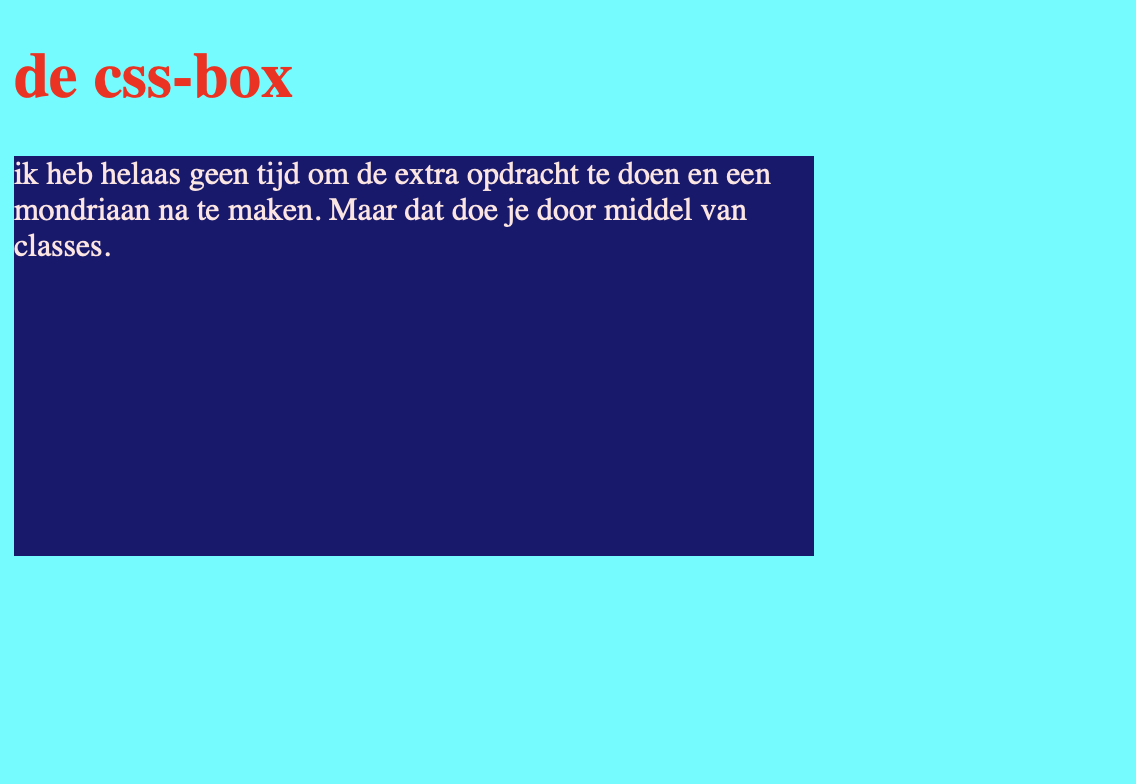 de css-box
ik heb helaas geen tijd om de extra opdracht te doen en een
mondriaan na te maken. Maar dat doe je door middel van
classes.